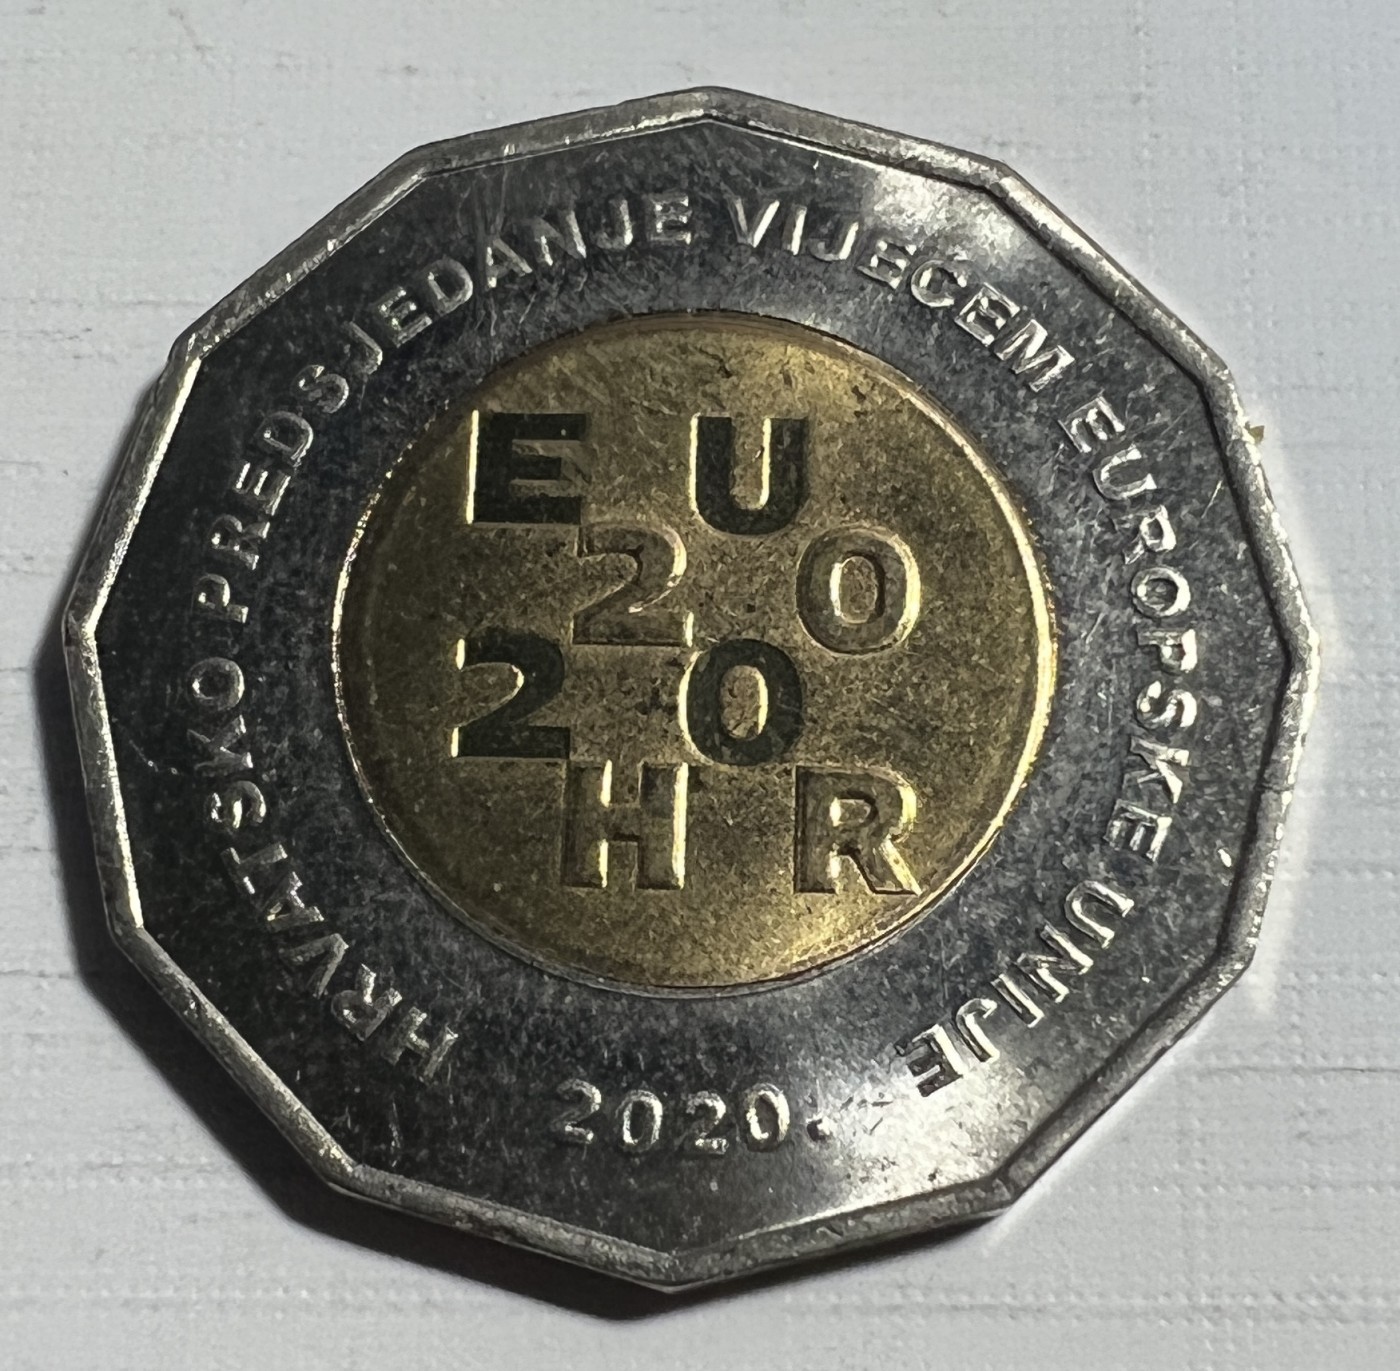 HRVATSKO PREDSJEDANJE VIJEĆEM EUROPSKE UNIJE
EU
20
20
HR
2020.